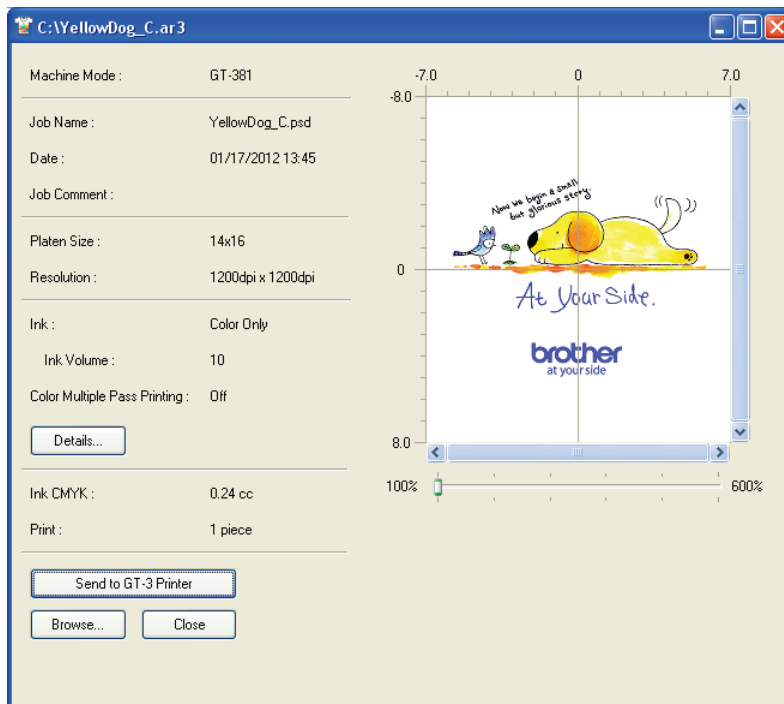 C:\YellowDog_C.ar3
Machine Mode : GT-381
Job Name : YellowDog_C.psd
Date : 01/17/2012 13:45
Job Comment :
Platen Size : 14x16
Resolution : 1200dpi x 1200dpi
Ink : Color Only
Ink Volume : 10
Color Multiple Pass Printing : Off
Details...
Ink CMYK : 0.24 cc
Print : 1 piece
Send to GT-3 Printer
Browse...
Close
-7.0 0 7.0
-8.0
0
8.0
Now we begin a small
but glorious story.
At Your Side.
brother
at your side
100% 600%